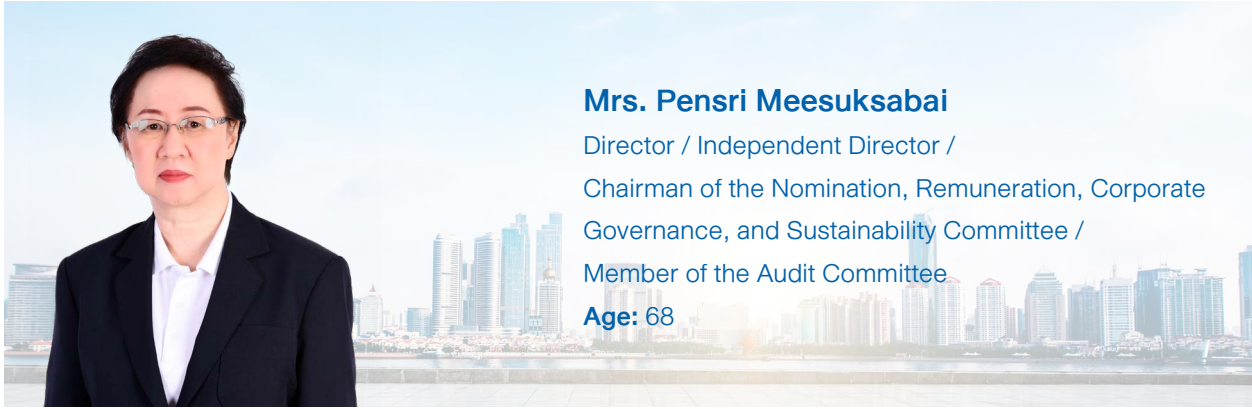 Mrs. Pensri Meesuksabai
Director / Independent Director /
Chairman of the Nomination, Remuneration, Corporate
Governance, and Sustainability Committee /
Member of the Audit Committee
Age: 68